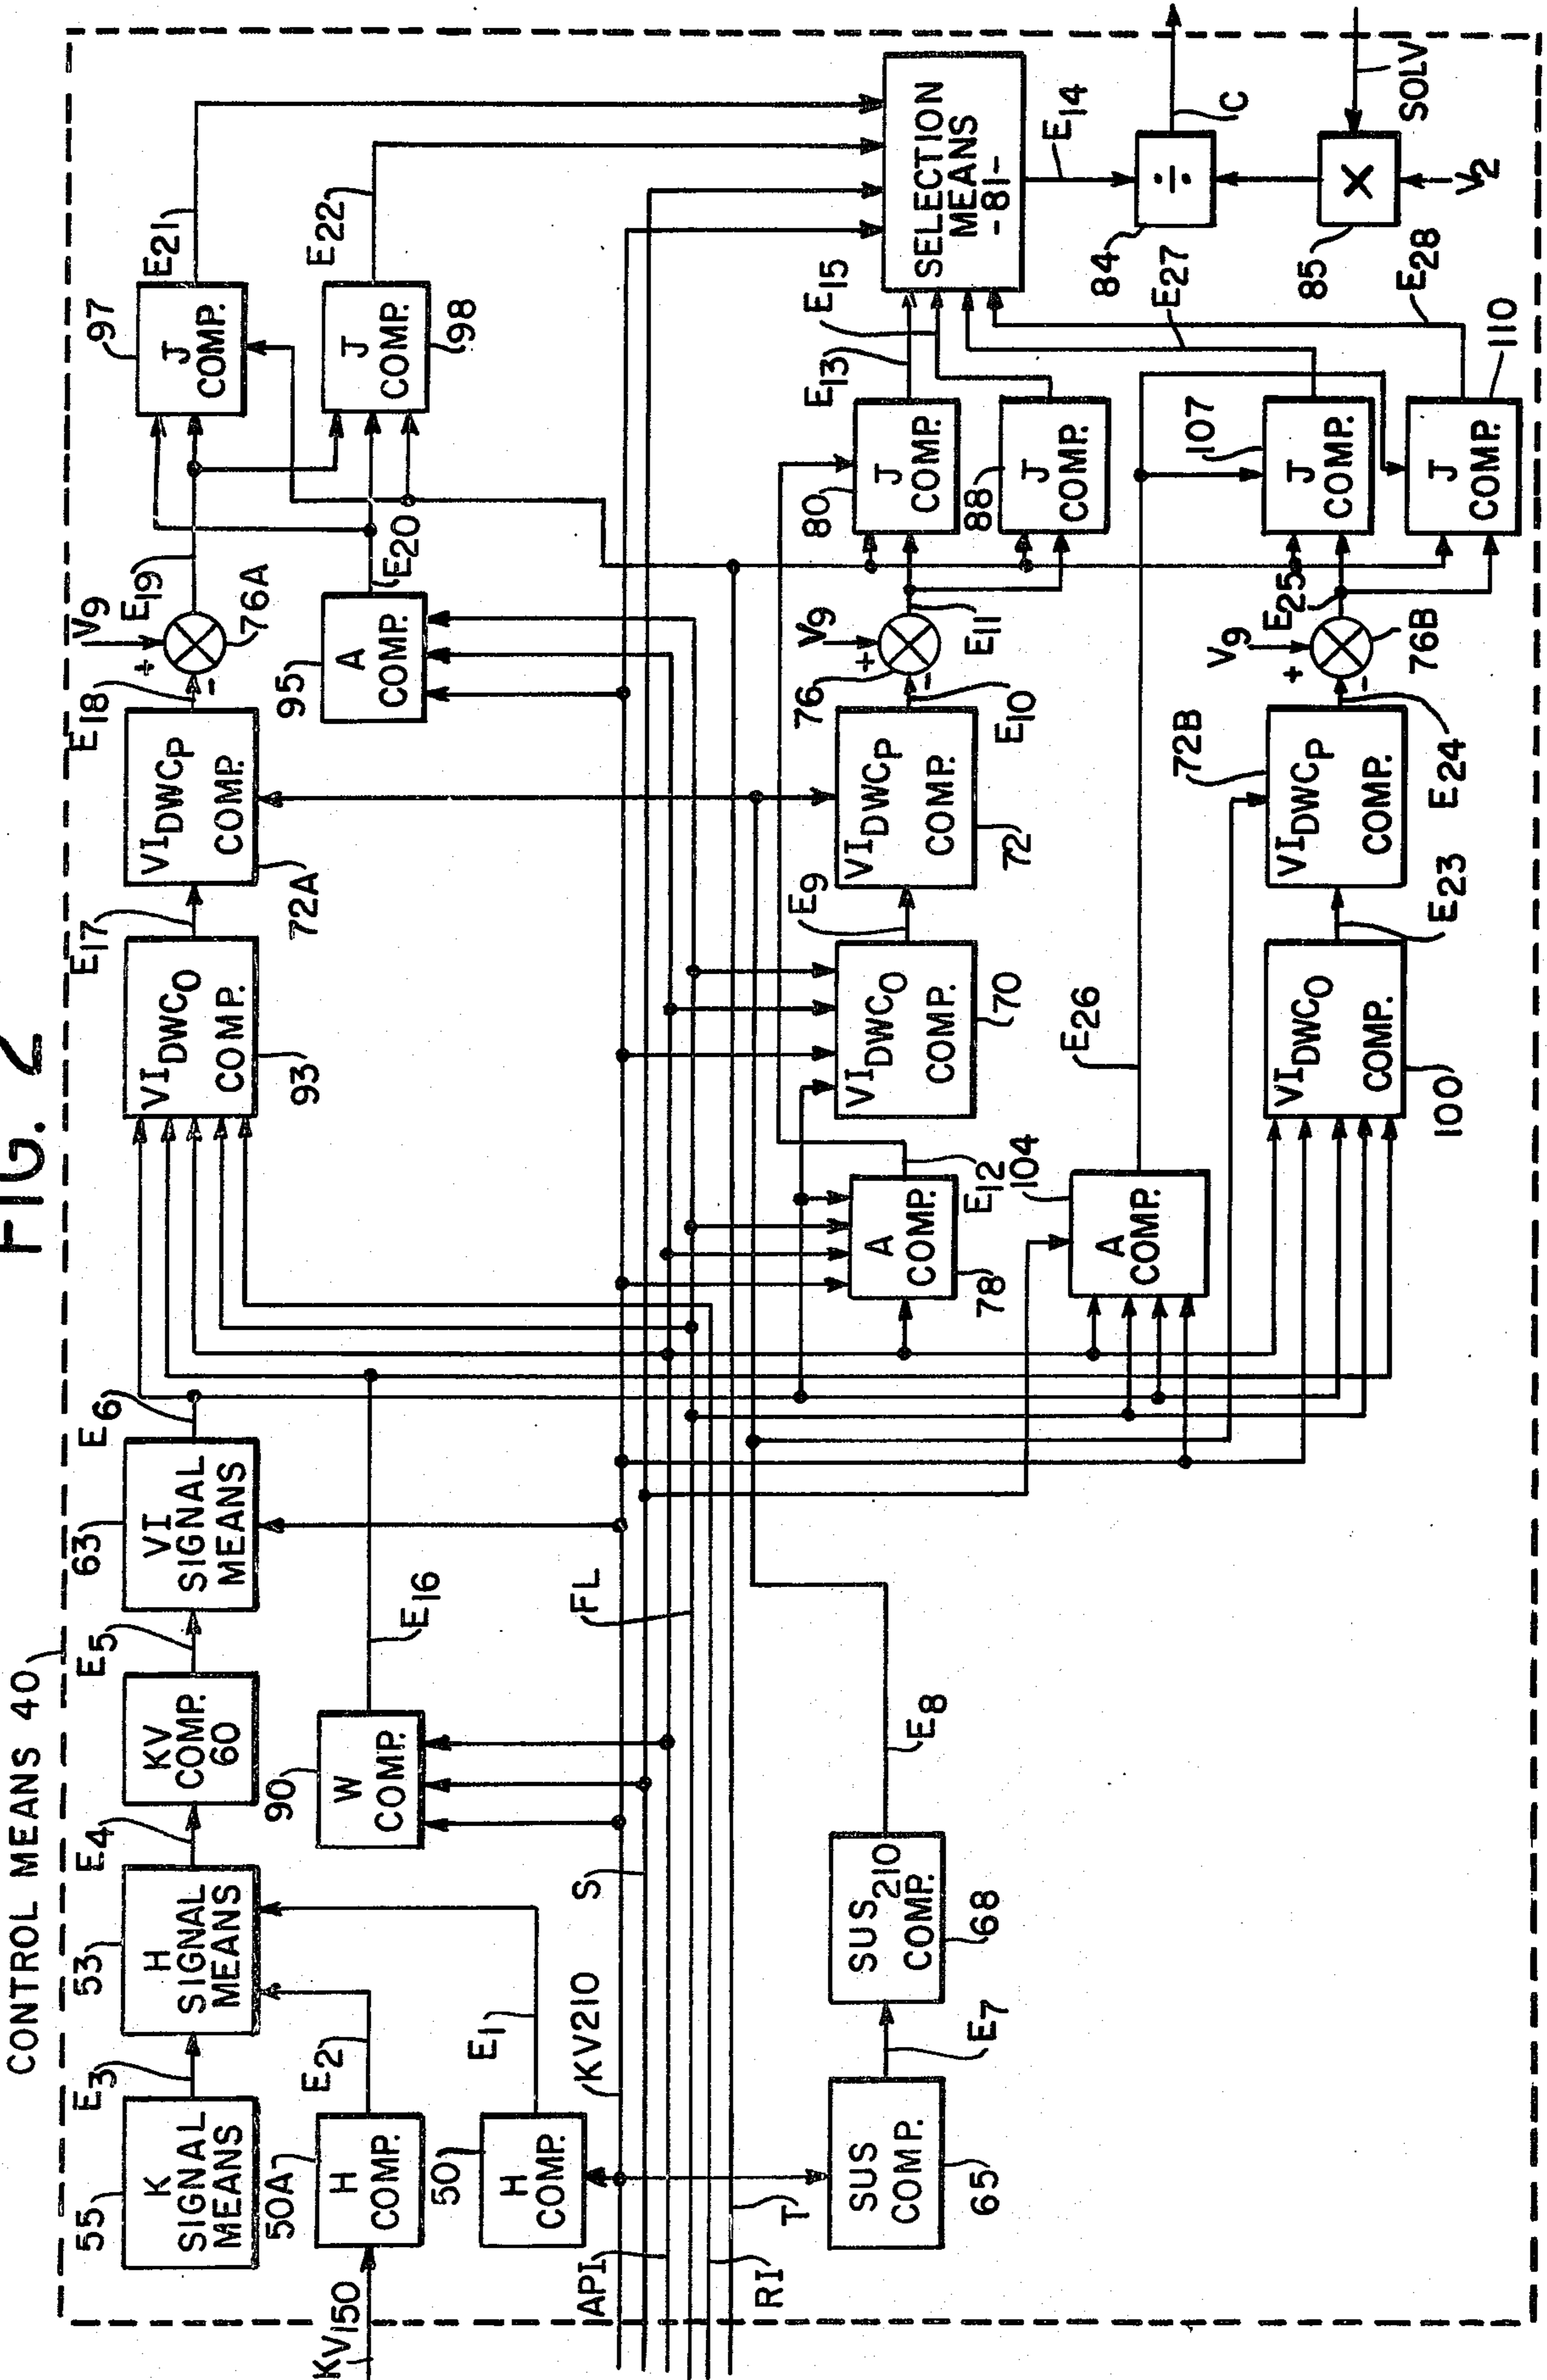 FIG. 2
CONTROL MEANS 40
55
K
SIGNAL
MEANS
E3
53
H
SIGNAL
MEANS
E4
KV
COMP.
60
E5
63
VI
SIGNAL
MEANS
E6
VIDWCO
COMP.
93
E17
VIDWCP
COMP.
72A
E18
V9
+
-
76A
E19
97
J
COMP.
E21
KV150
50A
H
COMP.
E2
90
W
COMP.
E16
95
A
COMP.
E20
J
COMP.
98
E22
50
H
COMP.
E1
KV210
S
API
FL
RI
T
SUS
COMP.
65
E7
SUS210
COMP.
68
E8
A
COMP.
78
E12
VIDWCO
COMP.
70
E9
VIDWCP
COMP.
72
E10
76
V9
+
-
E11
80
J
COMP.
E13
88
J
COMP.
E15
SELECTION
MEANS
-81-
E14
84
÷
C
85
X
SOLV
V2
104
A
COMP.
E26
VIDWCO
COMP.
100
E23
72B
VIDWCP
COMP.
E24
V9
+
-
76B
E25
107
J
COMP.
E27
J
COMP.
110
E28